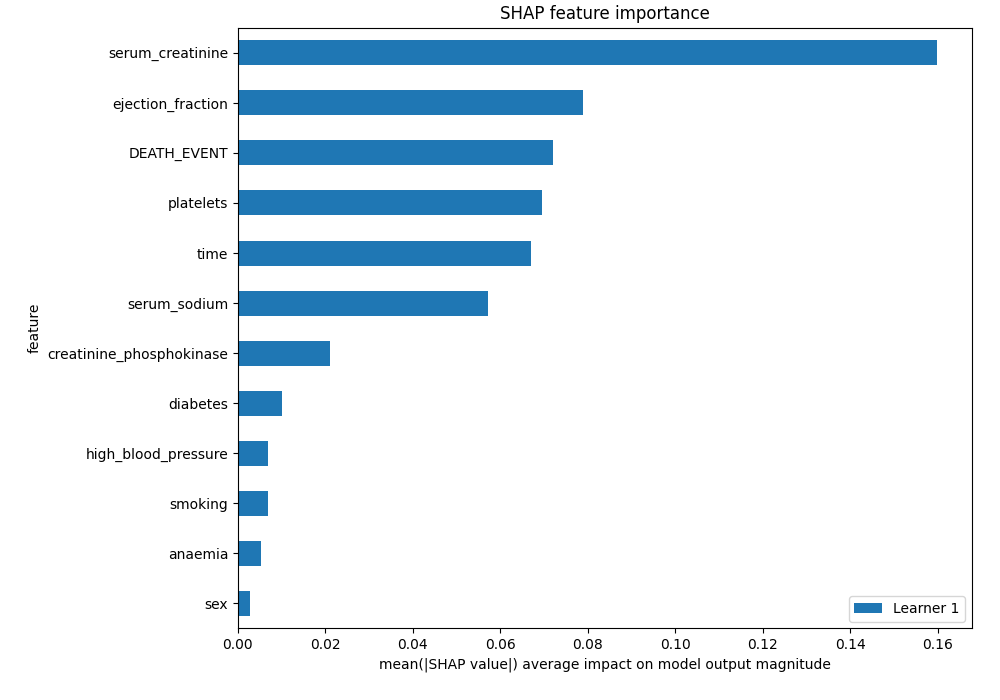 SHAP feature importance
serum_creatinine
ejection_fraction
DEATH_EVENT
platelets
time
serum_sodium
feature
creatinine_phosphokinase
diabetes
high_blood_pressure
smoking
anaemia
sex
Learner 1
0.00 0.02 0.04 0.06 0.08 0.10 0.12 0.14 0.16
mean(|SHAP value|) average impact on model output magnitude